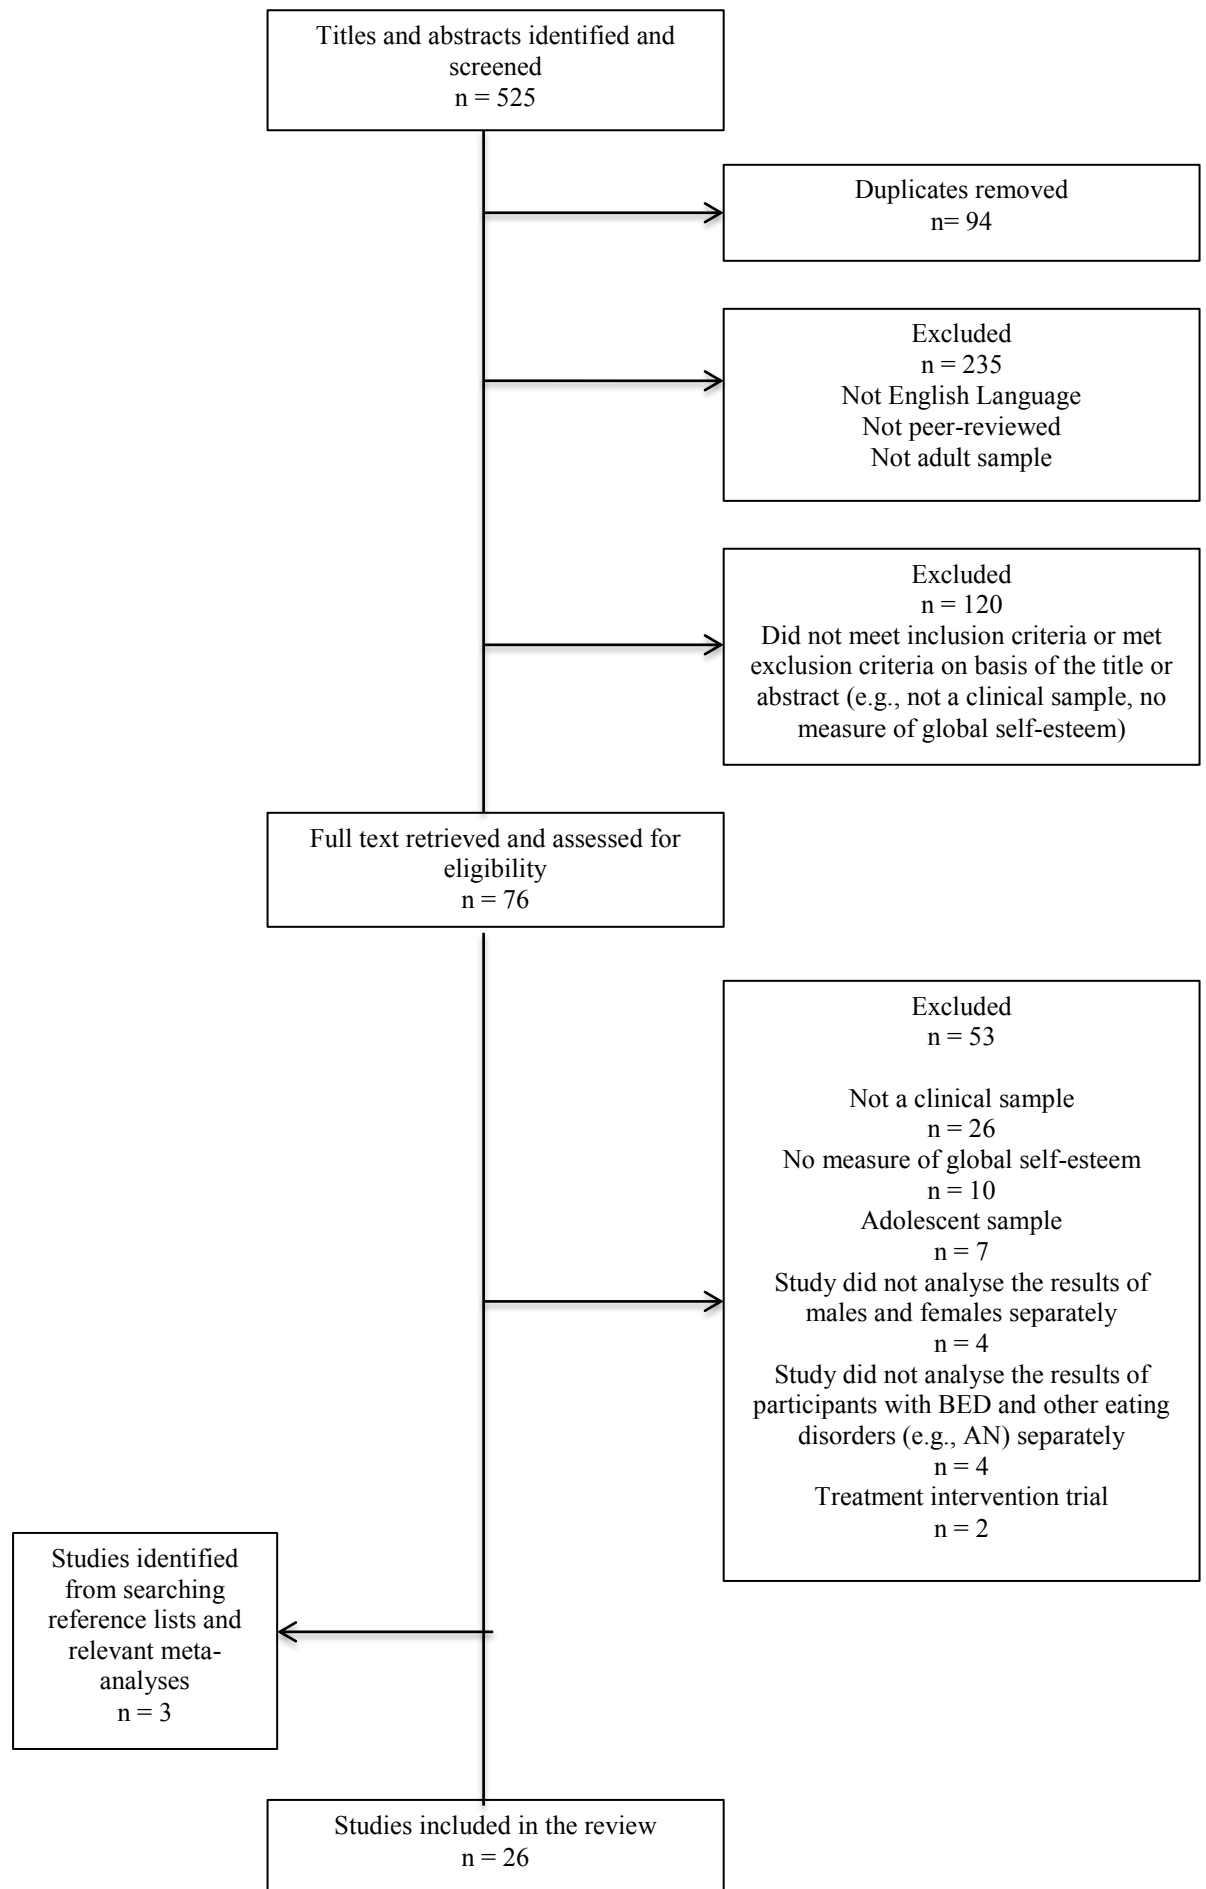 Titles and abstracts identified and
screened
n = 525
Duplicates removed
n= 94
Excluded
n = 235
Not English Language
Not peer-reviewed
Not adult sample
Excluded
n = 120
Did not meet inclusion criteria or met
exclusion criteria on basis of the title or
abstract (e.g., not a clinical sample, no
measure of global self-esteem)
Full text retrieved and assessed for
eligibility
n = 76
Excluded
n = 53
Not a clinical sample
n = 26
No measure of global self-esteem
n = 10
Adolescent sample
n = 7
Study did not analyse the results of
males and females separately
n = 4
Study did not analyse the results of
participants with BED and other eating
disorders (e.g., AN) separately
n = 4
Treatment intervention trial
n = 2
Studies identified
from searching
reference lists and
relevant meta-
analyses
n = 3
Studies included in the review
n = 26